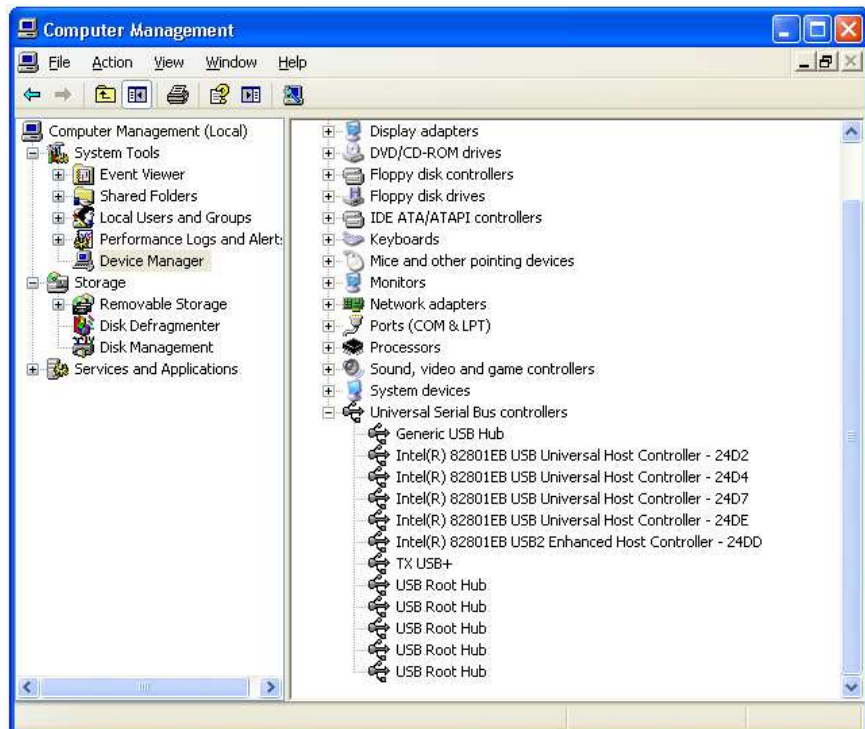 Computer Management
File Action View Window Help
Computer Management (Local)
System Tools
Event Viewer
Shared Folders
Local Users and Groups
Performance Logs and Alert:
Device Manager
Storage
Removable Storage
Disk Defragmenter
Disk Management
Services and Applications
Display adapters
DVD/CD-ROM drives
Floppy disk controllers
Floppy disk drives
IDE ATA/ATAPI controllers
Keyboards
Mice and other pointing devices
Monitors
Network adapters
Ports (COM & LPT)
Processors
Sound, video and game controllers
System devices
Universal Serial Bus controllers
Generic USB Hub
Intel(R) 82801EB USB Universal Host Controller - 24D2
Intel(R) 82801EB USB Universal Host Controller - 24D4
Intel(R) 82801EB USB Universal Host Controller - 24D7
Intel(R) 82801EB USB Universal Host Controller - 24DE
Intel(R) 82801EB USB2 Enhanced Host Controller - 24DD
TX USB+
USB Root Hub
USB Root Hub
USB Root Hub
USB Root Hub
USB Root Hub